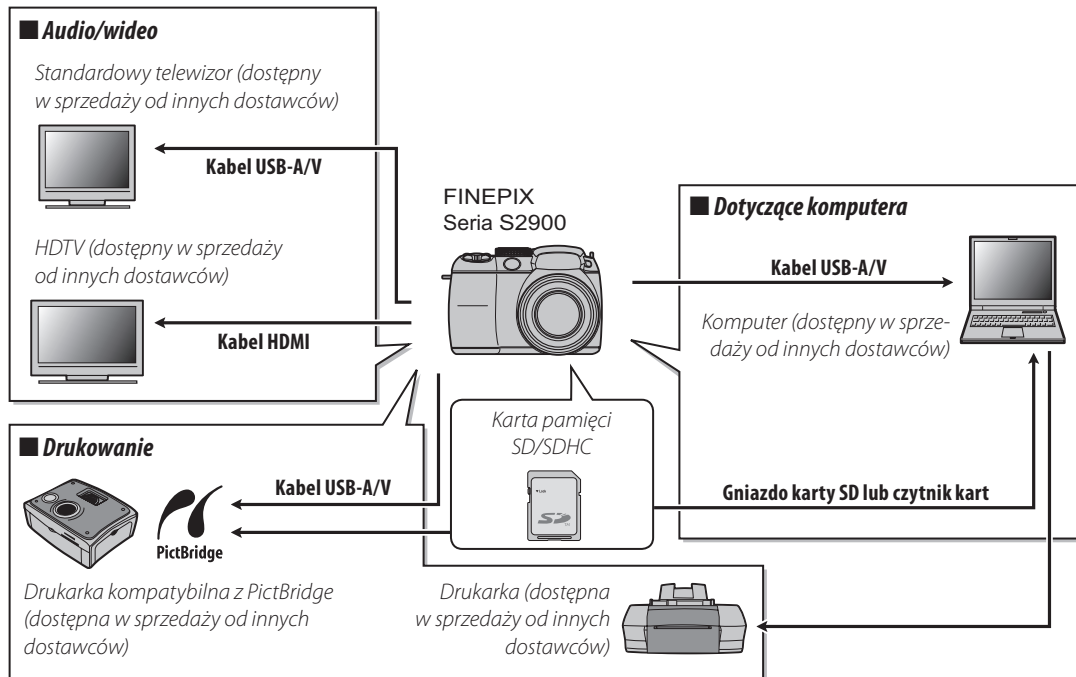 ■ Audio/wideo
Standardowy telewizor (dostępny
w sprzedaży od innych dostawców)
Kabel USB-A/V
HDTV (dostępny w sprzedaży
od innych dostawców)
Kabel HDMI
FINEPIX
Seria S2900
■ Dotyczące komputera
Kabel USB-A/V
Komputer (dostępny w sprze-
daży od innych dostawców)
Karta pamięci
SD/SDHC
SD
Gniazdo karty SD lub czytnik kart
■ Drukowanie
Kabel USB-A/V
PictBridge
Drukarka kompatybilna z PictBridge
(dostępna w sprzedaży od innych
dostawców)
Drukarka (dostępna
w sprzedaży od innych
dostawców)